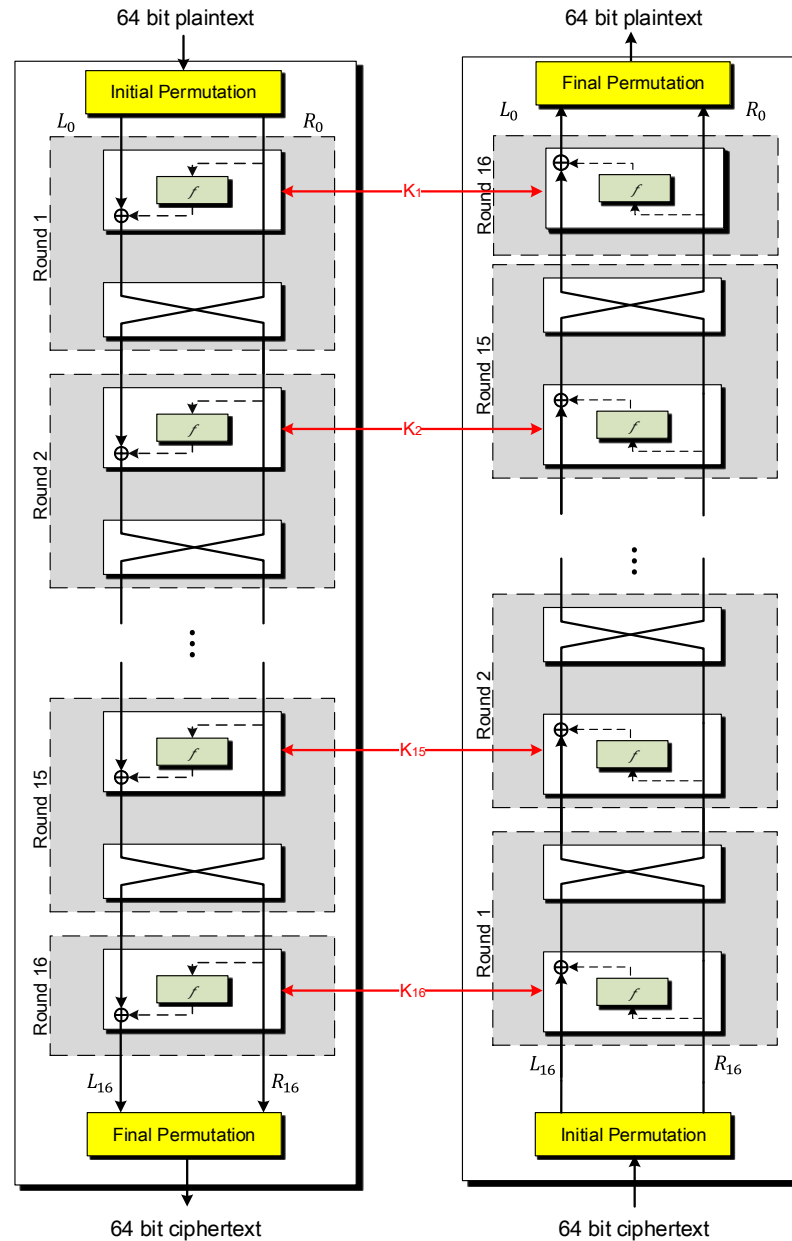 64 bit plaintext
Initial Permutation
L₀
R₀
Round 1
f
Round 2
f
⋮
Round 15
f
Round 16
f
L₁₆
R₁₆
Final Permutation
64 bit ciphertext
K₁
K₂
K₁₅
K₁₆
64 bit plaintext
Final Permutation
L₀
R₀
Round 16
f
Round 15
f
⋮
Round 2
f
Round 1
f
L₁₆
R₁₆
Initial Permutation
64 bit ciphertext